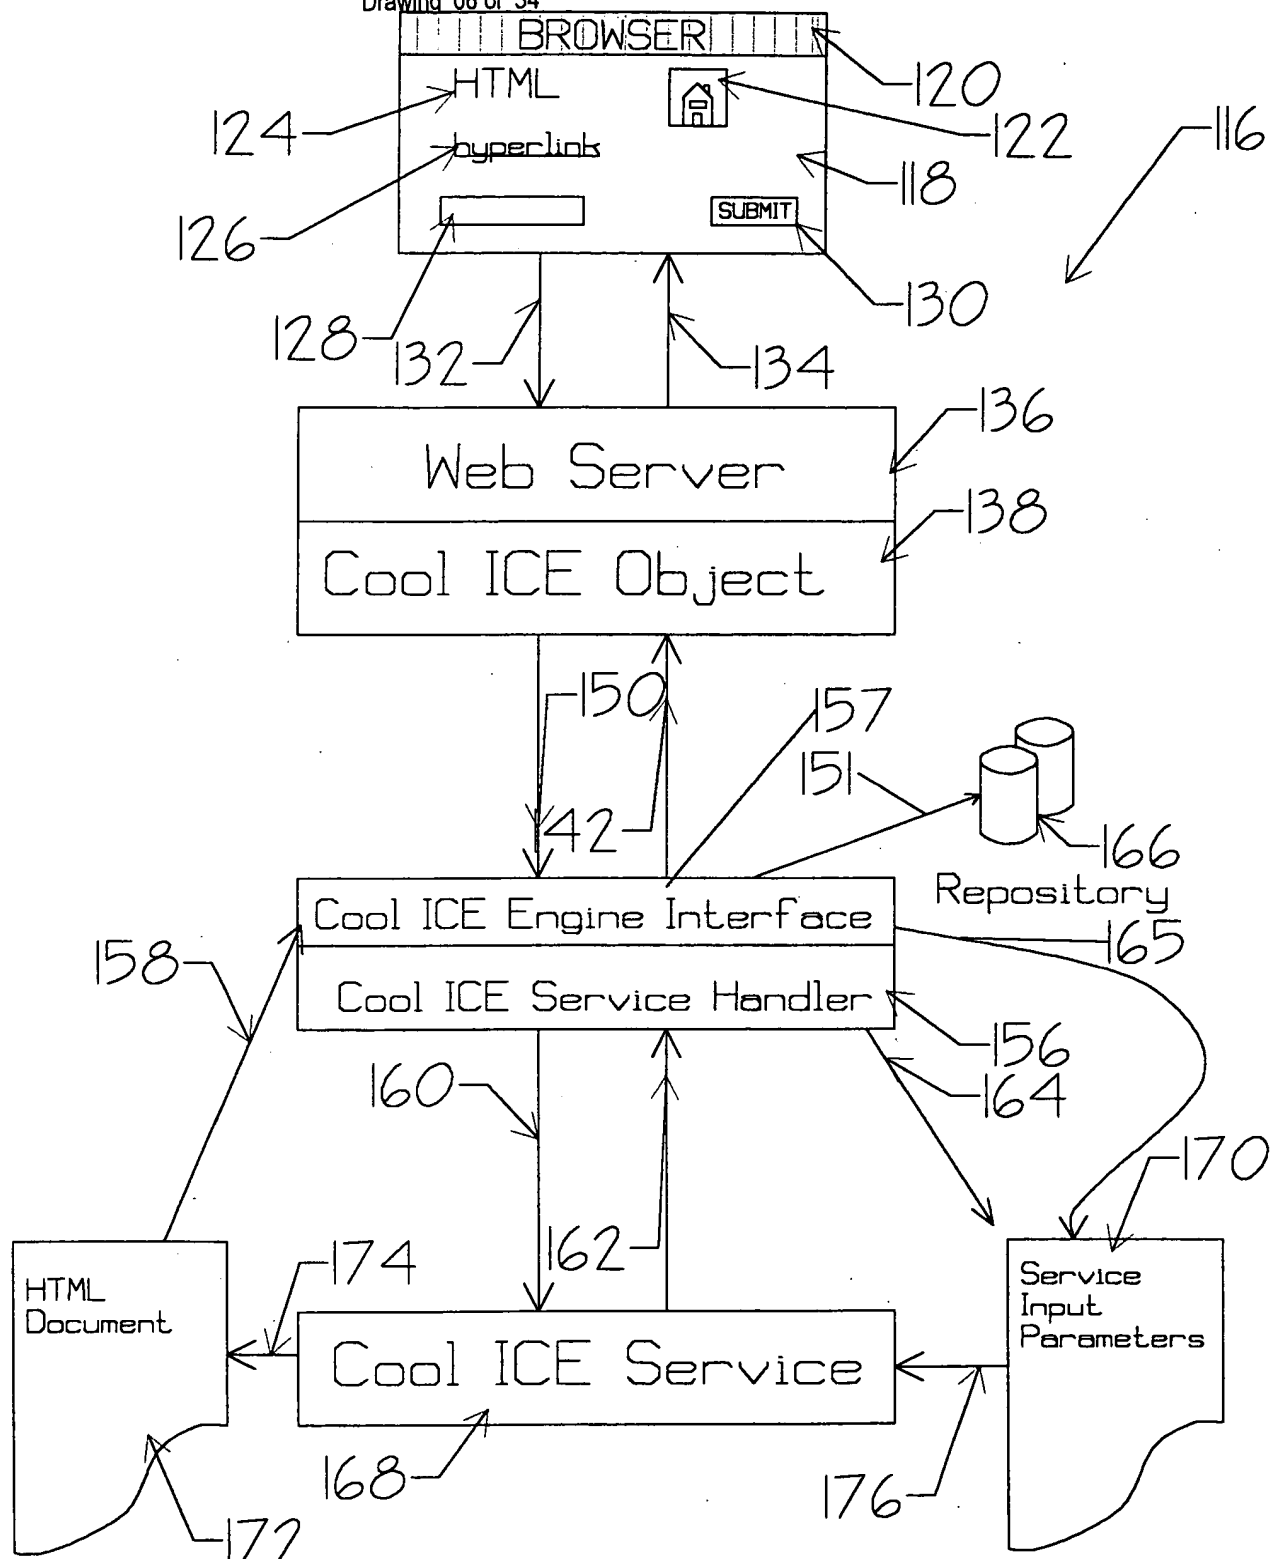 Drawing 06 of 34
BROWSER
120
HTML
124
122
116
hyperlink
118
126
SUBMIT
130
128
132
134
136
Web Server
138
Cool ICE Object
150
157
151
142
166
Repository
Cool ICE Engine Interface
165
158
Cool ICE Service Handler
156
160
164
170
162
174
HTML
Document
Service
Input
Parameters
Cool ICE Service
168
176
172